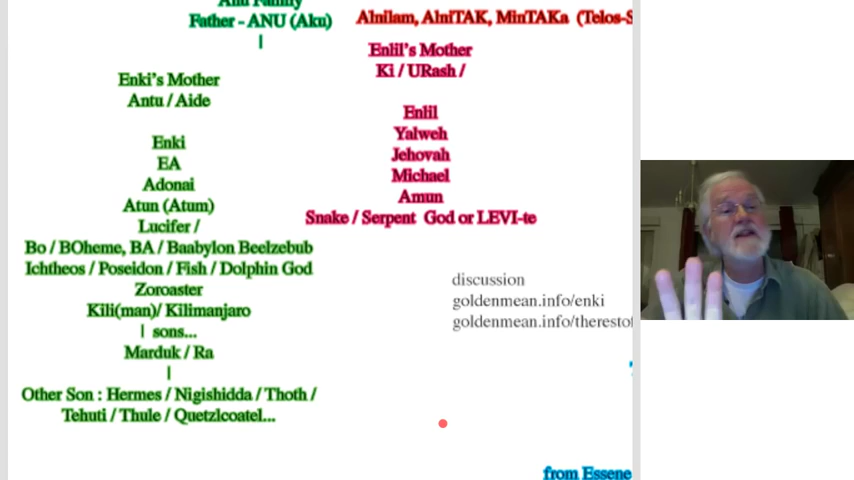 Anu Family
Father - ANU (Aku)
|
Alnilam, AlniTAK, MinTAKa (Telos-S
Enlil's Mother
Ki / URash /
Enki's Mother
Antu / Aide
Enlil
Yalweh
Jehovah
Michael
Amun
Snake / Serpent God or LEVI-te
Enki
EA
Adonai
Atun (Atum)
Lucifer /
Bo / BOheme, BA / Baabylon Beelzebub
Ichtheos / Poseidon / Fish / Dolphin God
Zoroaster
Kili(man)/ Kilimanjaro
| sons...
Marduk / Ra
|
Other Son : Hermes / Nigishidda / Thoth /
Tehuti / Thule / Quetzlcoatel...
discussion
goldenmean.info/enki
goldenmean.info/therestof
from Essene